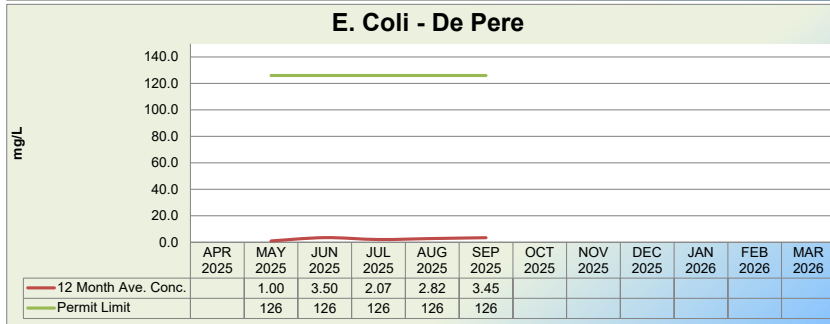 E. Coli - De Pere
mg/L
140.0
120.0
100.0
80.0
60.0
40.0
20.0
0.0
APR 2025 MAY 2025 JUN 2025 JUL 2025 AUG 2025 SEP 2025 OCT 2025 NOV 2025 DEC 2025 JAN 2026 FEB 2026 MAR 2026
12 Month Ave. Conc. 1.00 3.50 2.07 2.82 3.45
Permit Limit 126 126 126 126 126